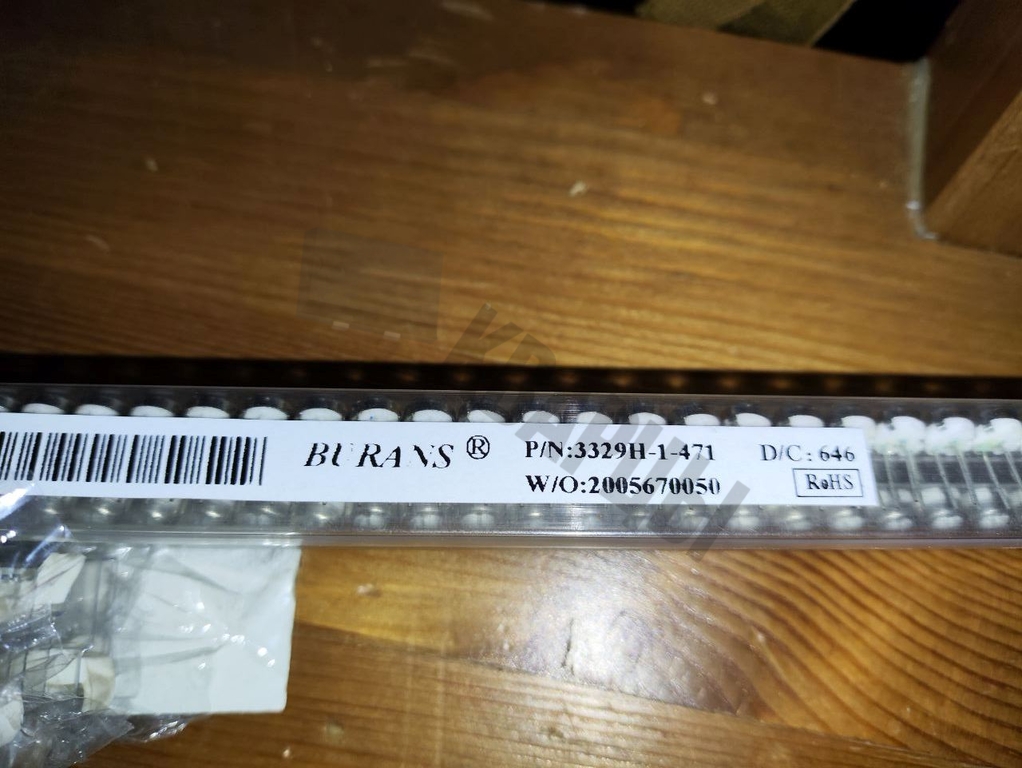 BURANS ®
P/N:3329H-1-471
D/C: 646
W/O:2005670050
RoHS